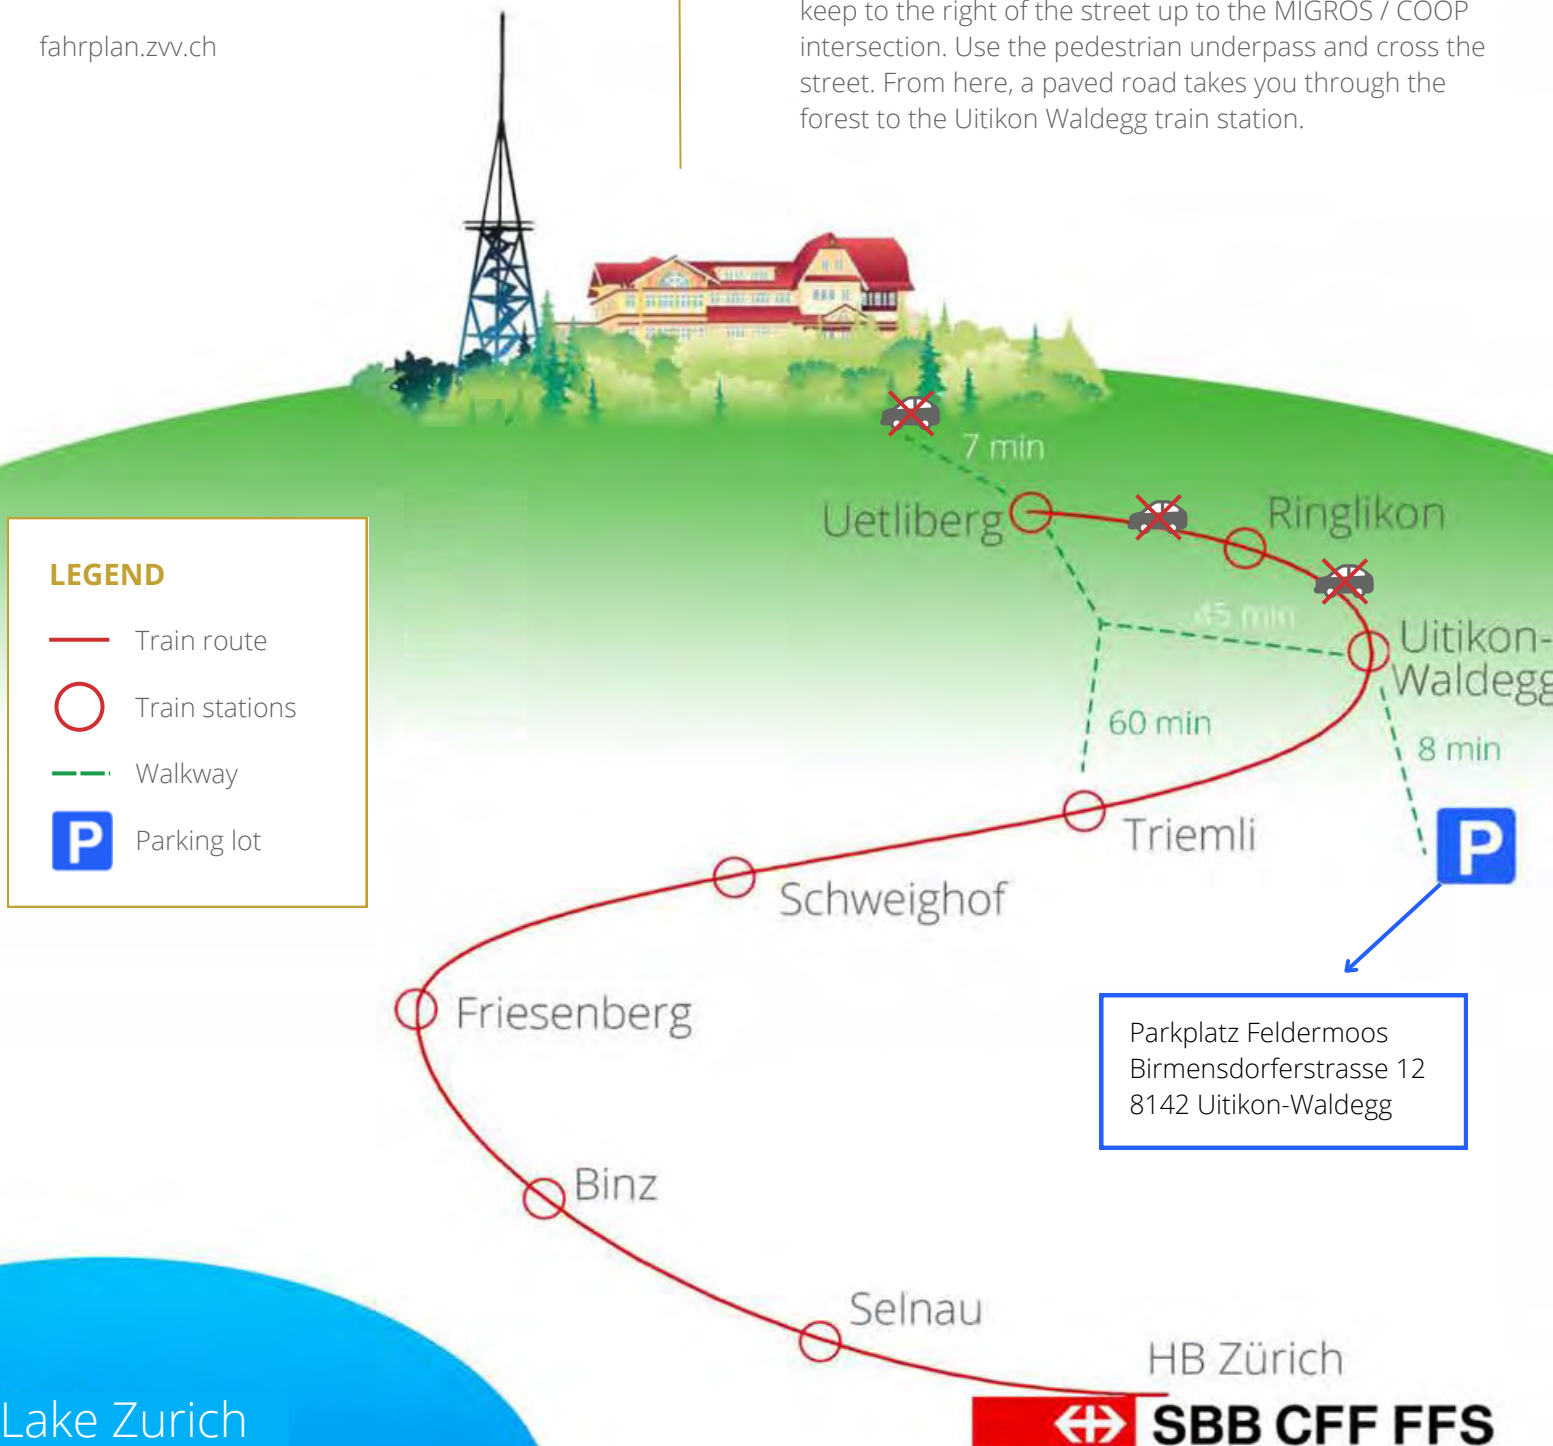 fahrplan.zvv.ch
keep to the right of the street up to the MIGROS / COOP
intersection. Use the pedestrian underpass and cross the
street. From here, a paved road takes you through the
forest to the Uitikon Waldegg train station.
7 min
Uetliberg
Ringlikon
45 min
Uitikon-
Waldegg
60 min
8 min
LEGEND
Train route
Train stations
Walkway
P Parking lot
P
Triemli
Schweighof
Friesenberg
Parkplatz Feldermoos
Birmensdorferstrasse 12
8142 Uitikon-Waldegg
Binz
Selnau
HB Zürich
Lake Zurich
SBB CFF FFS